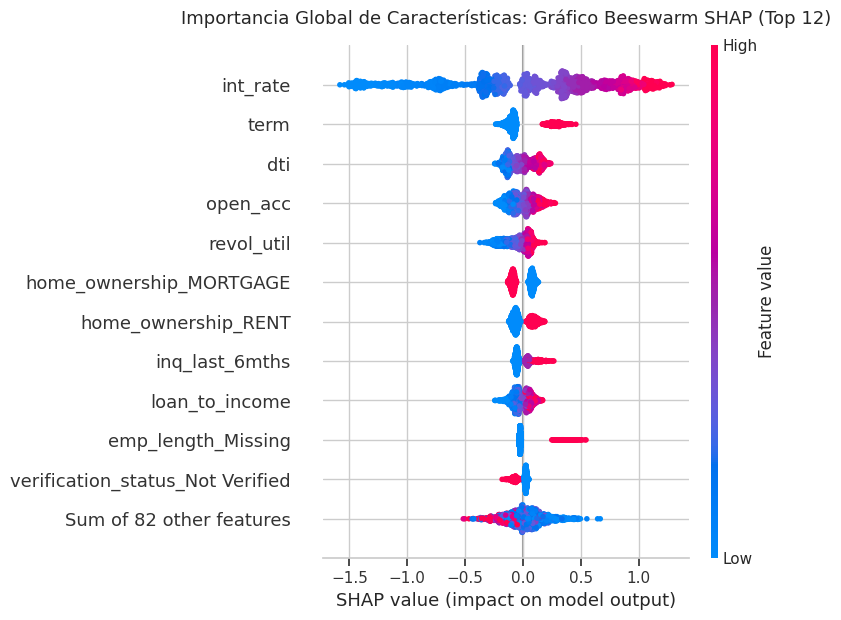 Importancia Global de Características: Gráfico Beeswarm SHAP (Top 12)
High
int_rate
term
dti
open_acc
revol_util
home_ownership_MORTGAGE
home_ownership_RENT
inq_last_6mths
loan_to_income
emp_length_Missing
verification_status_Not Verified
Sum of 82 other features
Feature value
Low
−1.5 −1.0 −0.5 0.0 0.5 1.0
SHAP value (impact on model output)